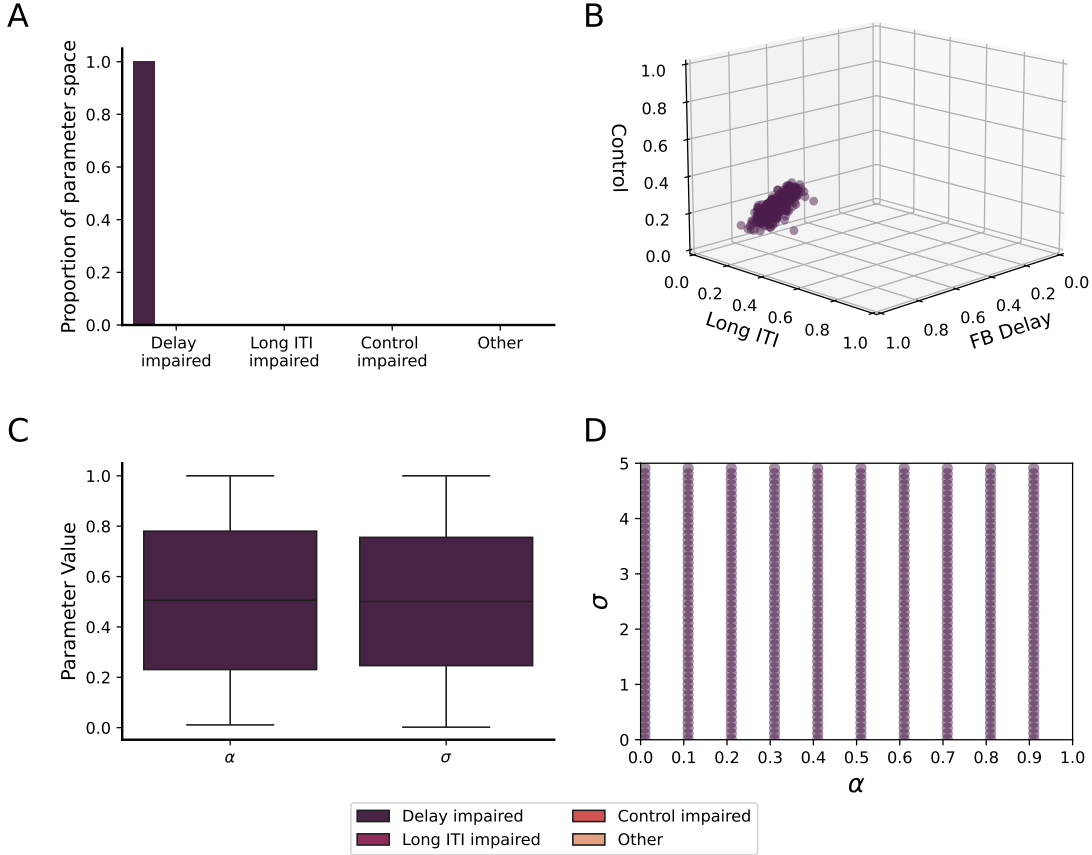 A
Proportion of parameter space
1.0
0.8
0.6
0.4
0.2
0.0
Delay
impaired
Long ITI
impaired
Control
impaired
Other
B
Control
1.0
0.8
0.6
0.4
0.2
0.0
0.0
0.2
0.4
0.6
0.8
1.0
Long ITI
1.0
0.8
0.6
0.4
0.2
0.0
FB Delay
C
Parameter Value
1.0
0.8
0.6
0.4
0.2
0.0
α
σ
D
σ
5
4
3
2
1
0
0.0 0.1 0.2 0.3 0.4 0.5 0.6 0.7 0.8 0.9 1.0
α
Delay impaired
Long ITI impaired
Control impaired
Other